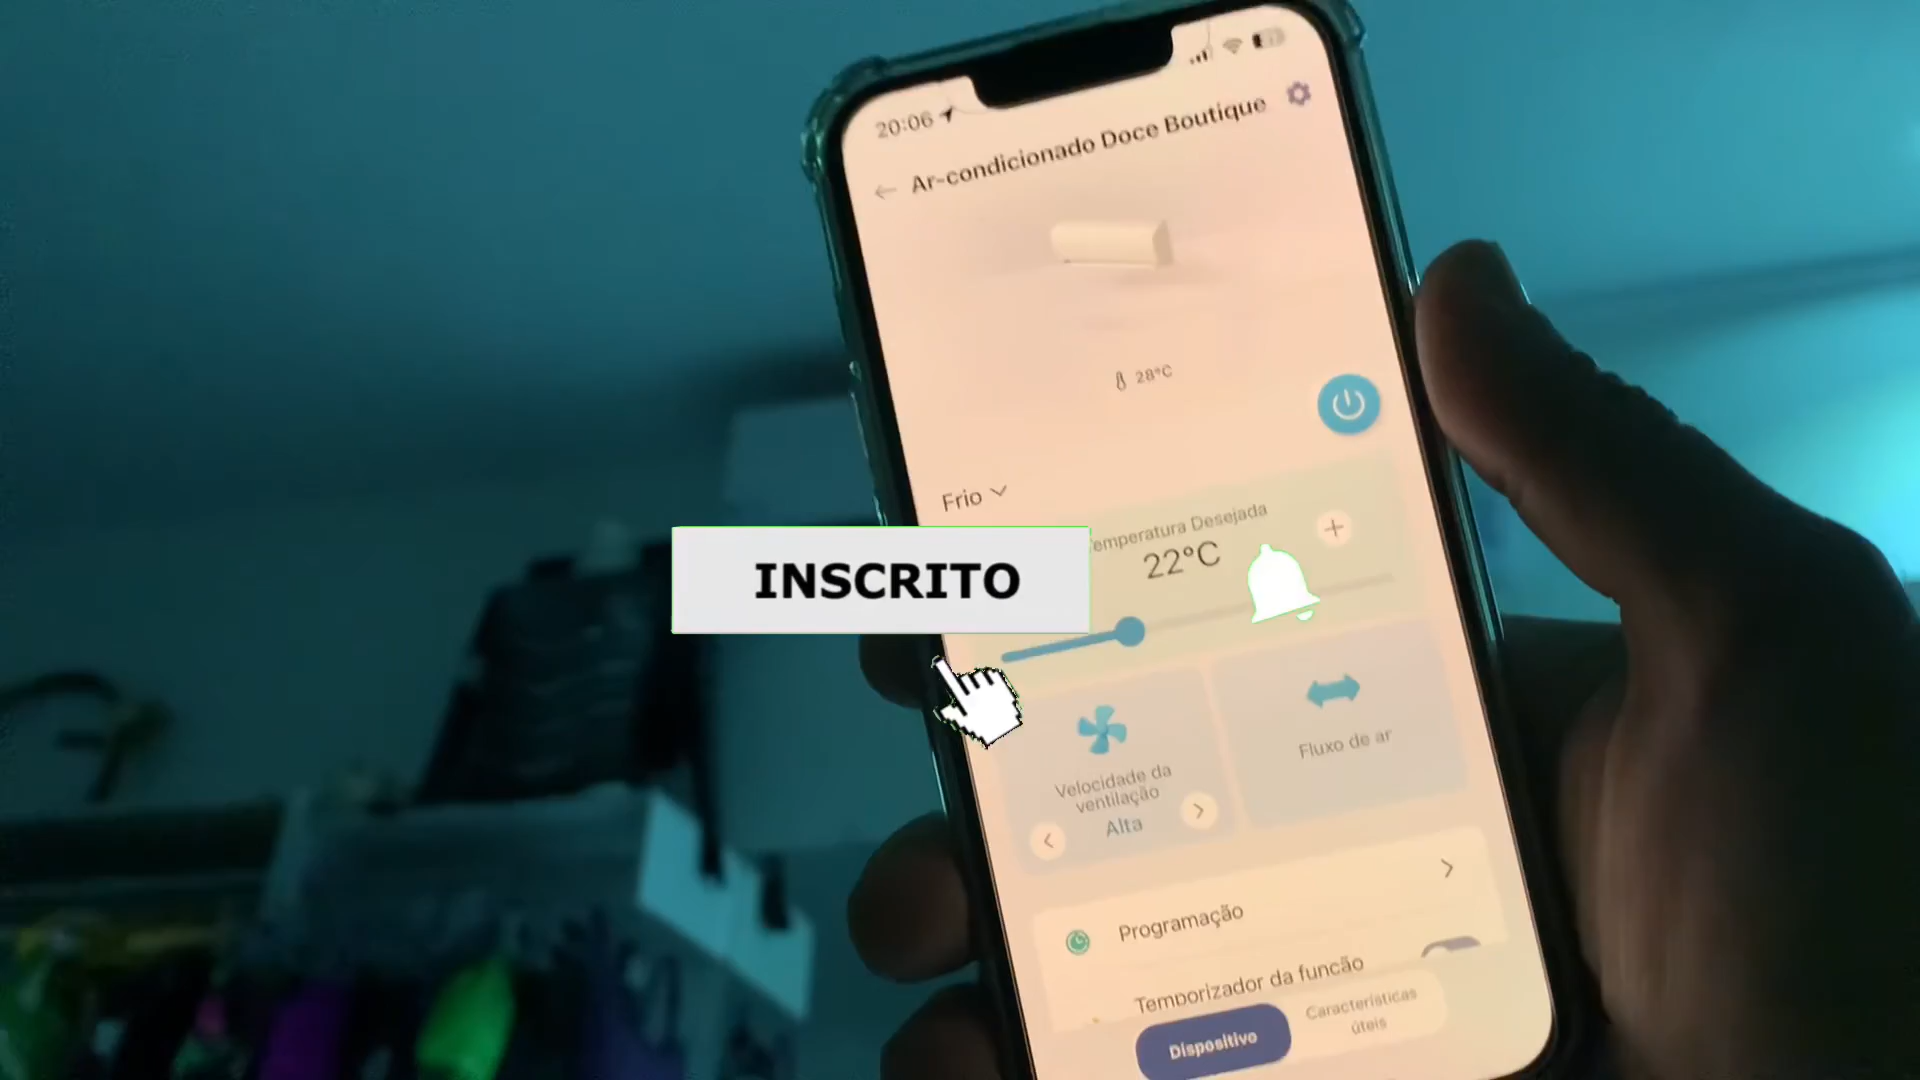 20:06
Ar-condicionado Doce Boutique
28°C
Frio
Temperatura Desejada
22°C
INSCRITO
Fluxo de ar
Velocidade da
ventilação
Alta
Programação
Temporizador da função
Dispositivo
Características
úteis